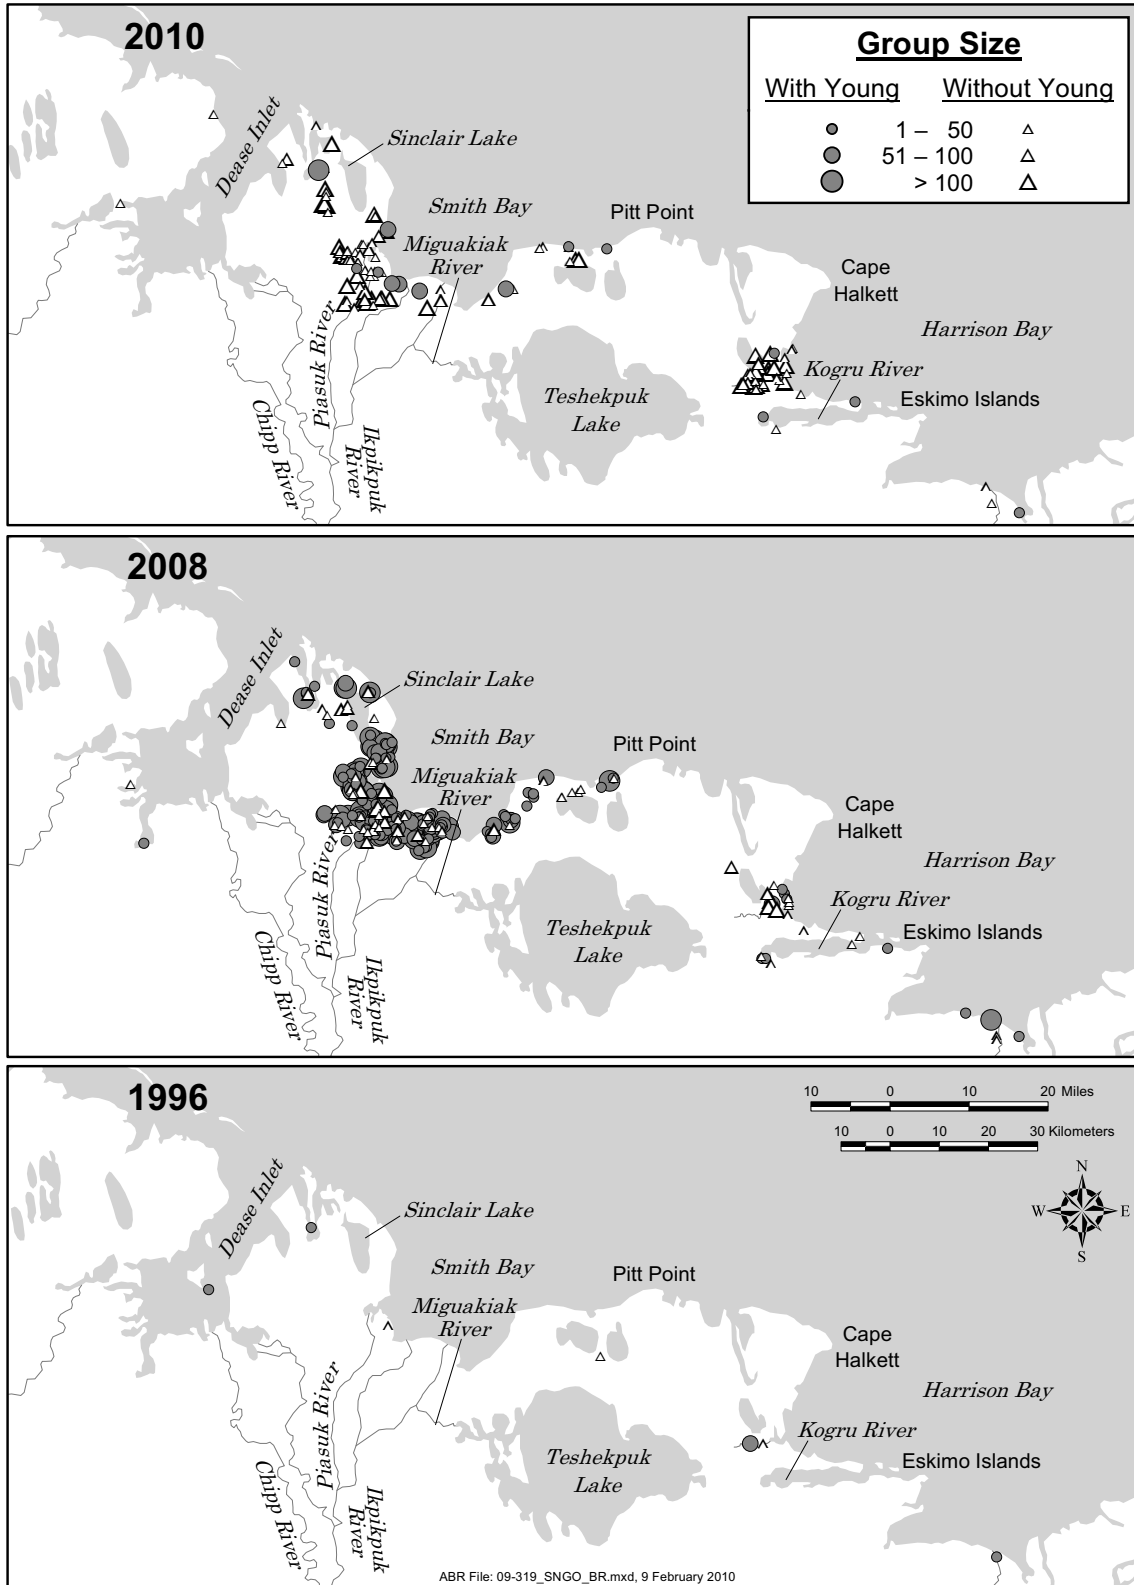 2010
Group Size
With Young Without Young
1 – 50
51 – 100
> 100
Dease Inlet
Sinclair Lake
Smith Bay
Pitt Point
Miguakiak
River
Cape
Halkett
Harrison Bay
Kogru River
Eskimo Islands
Teshekpuk
Lake
Piasuk River
Chipp River
Ikpikpuk
River
2008
Dease Inlet
Sinclair Lake
Smith Bay
Pitt Point
Miguakiak
River
Cape
Halkett
Harrison Bay
Kogru River
Eskimo Islands
Teshekpuk
Lake
Piasuk River
Chipp River
Ikpikpuk
River
1996
10 0 10 20 Miles
10 0 10 20 30 Kilometers
N
W E
S
Dease Inlet
Sinclair Lake
Smith Bay
Pitt Point
Miguakiak
River
Cape
Halkett
Harrison Bay
Kogru River
Eskimo Islands
Teshekpuk
Lake
Piasuk River
Chipp River
Ikpikpuk
River
ABR File: 09-319_SNGO_BR.mxd, 9 February 2010